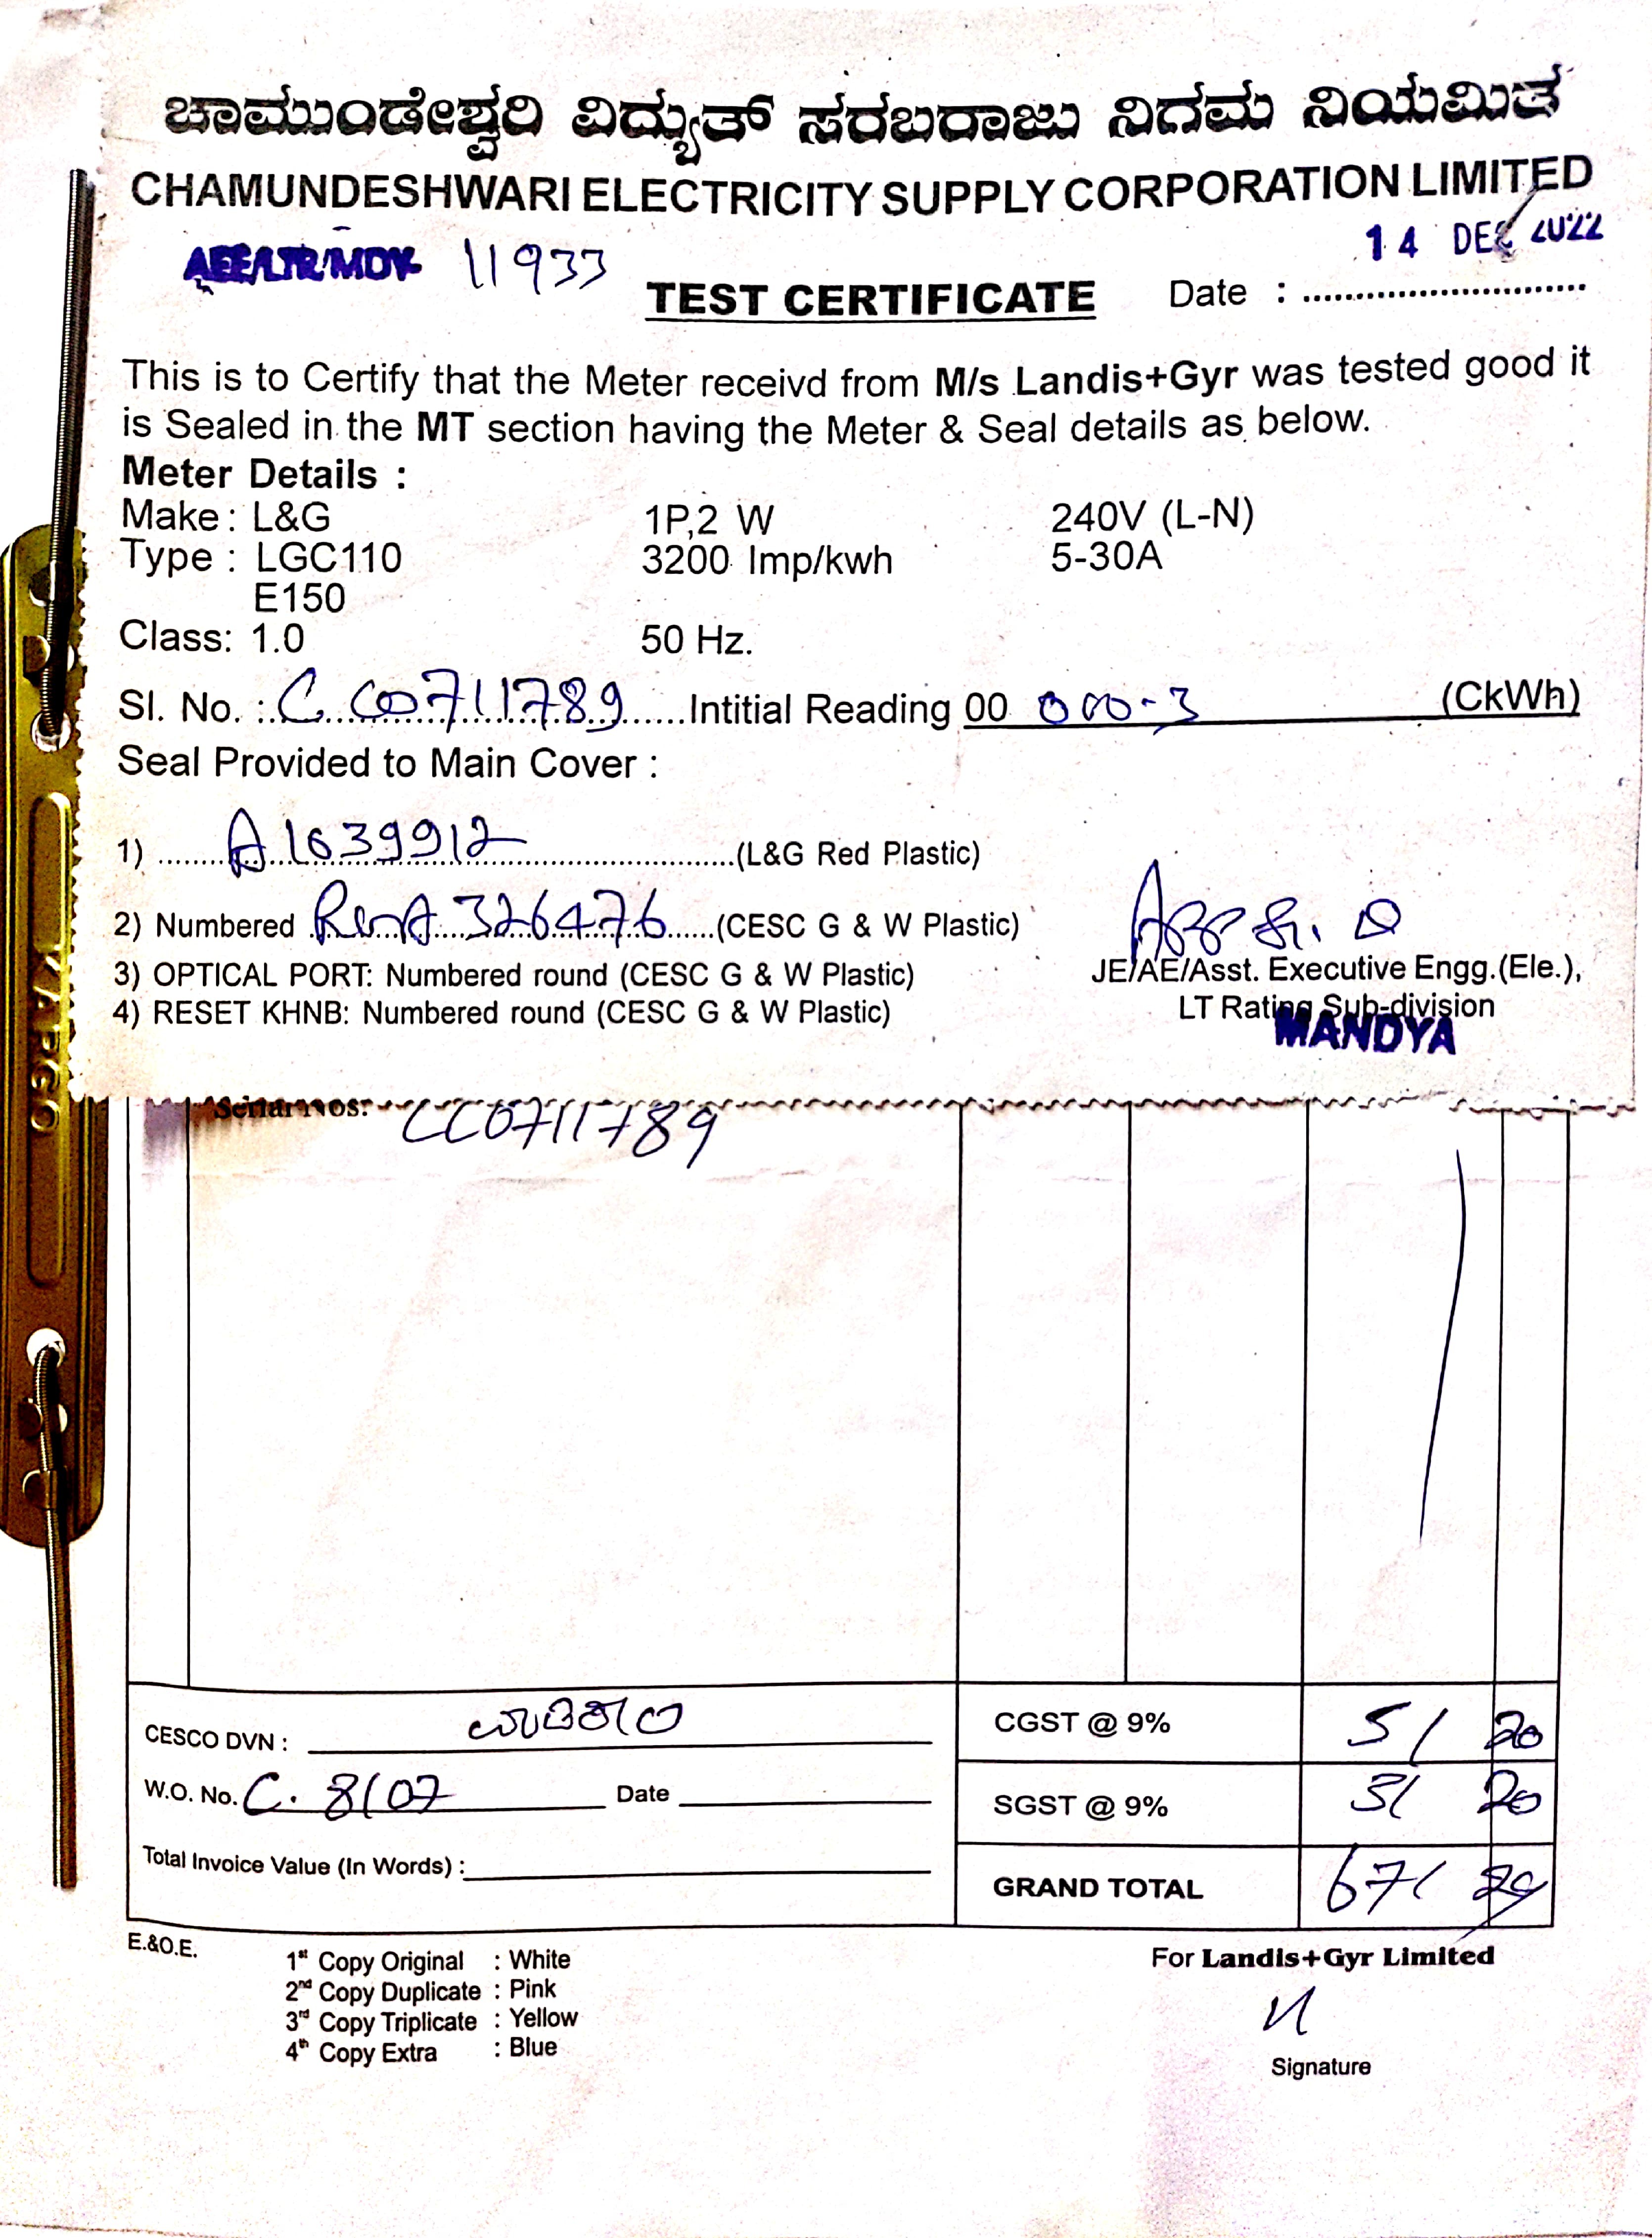 ಚಾಮುಂಡೇಶ್ವರಿ ವಿದ್ಯುತ್ ಸರಬರಾಜು ನಿಗಮ ನಿಯಮಿತ
CHAMUNDESHWARI ELECTRICITY SUPPLY CORPORATION LIMITED
AEE/LTR/MDY 11933
14 DEC 2022
TEST CERTIFICATE Date : ............................
This is to Certify that the Meter receivd from M/s Landis+Gyr was tested good it
is Sealed in the MT section having the Meter & Seal details as below.
Meter Details :
Make : L&G 1P,2 W 240V (L-N)
Type : LGC110 3200 Imp/kwh 5-30A
E150
Class: 1.0 50 Hz.
Sl. No. : C C0711789 Intitial Reading 00 000-3 (CkWh)
Seal Provided to Main Cover :
1) A1639912 (L&G Red Plastic)
2) Numbered 326476 (CESC G & W Plastic)
3) OPTICAL PORT: Numbered round (CESC G & W Plastic)
4) RESET KHNB: Numbered round (CESC G & W Plastic)
JE/AE/Asst. Executive Engg.(Ele.),
LT Rating Sub-division
MANDYA
Serial Nos: CC0711789
CESCO DVN :
W.O. No. C. 8107 Date
Total Invoice Value (In Words) :
CGST @ 9% 51 20
SGST @ 9% 51 20
GRAND TOTAL 671
E.&O.E.
1st Copy Original : White
2nd Copy Duplicate : Pink
3rd Copy Triplicate : Yellow
4th Copy Extra : Blue
For Landis+Gyr Limited
Signature
KAPGO